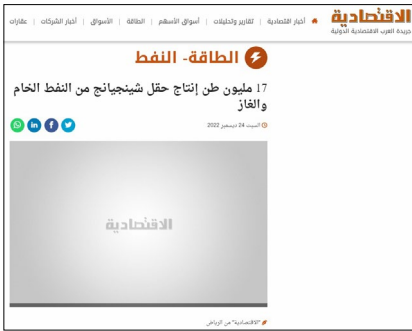 الاقتصادية
جريدة العرب الاقتصادية الدولية
أخبار اقتصادية | تقارير وتحليلات | أسواق الأسهم | الطاقة | الأسواق | أخبار الشركات | عقارات
الطاقة- النفط
17 مليون طن إنتاج حقل شينجيانج من النفط الخام
والغاز
السبت 24 ديسمبر 2022
الاقتصادية
"الاقتصادية" من الرياض